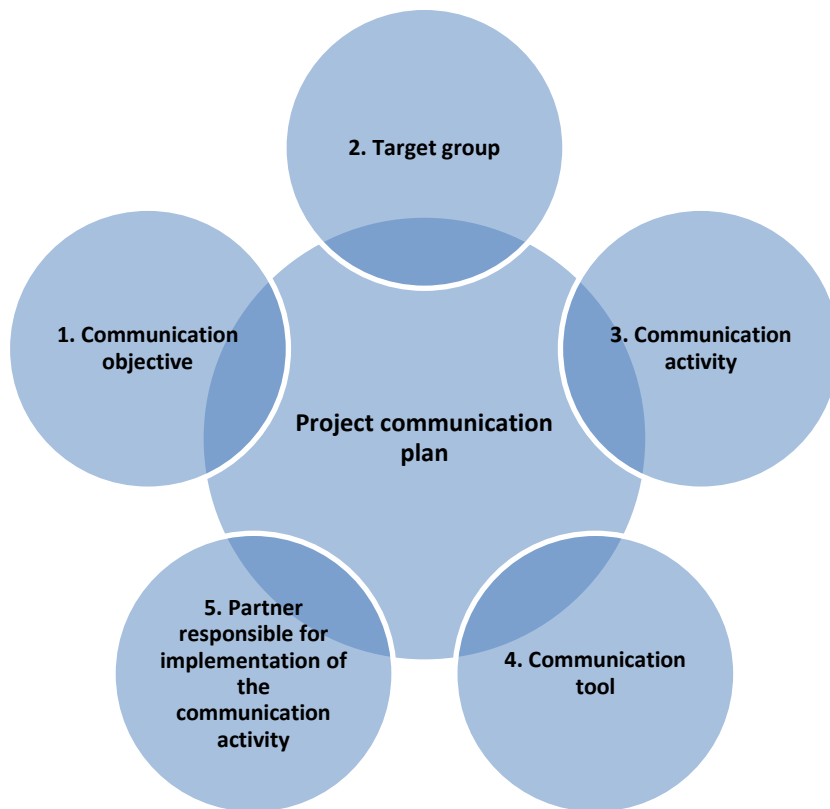 2. Target group
1. Communication
objective
3. Communication
activity
Project communication
plan
5. Partner
responsible for
implementation of
the
communication
activity
4. Communication
tool